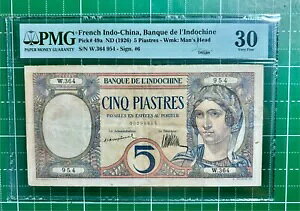 PMG
PAPER MONEY GUARANTY
French Indo-China, Banque de l'Indochine
Pick# 49a ND (1926) 5 Piastres - Wmk: Man's Head
S/N W.364 954 - Sign. #6
30
Very Fine
BANQUE DE L'INDOCHINE
W.364
954
CINQ PIASTRES
PAYABLES EN ESPÈCES AU PORTEUR
5
954
W.364